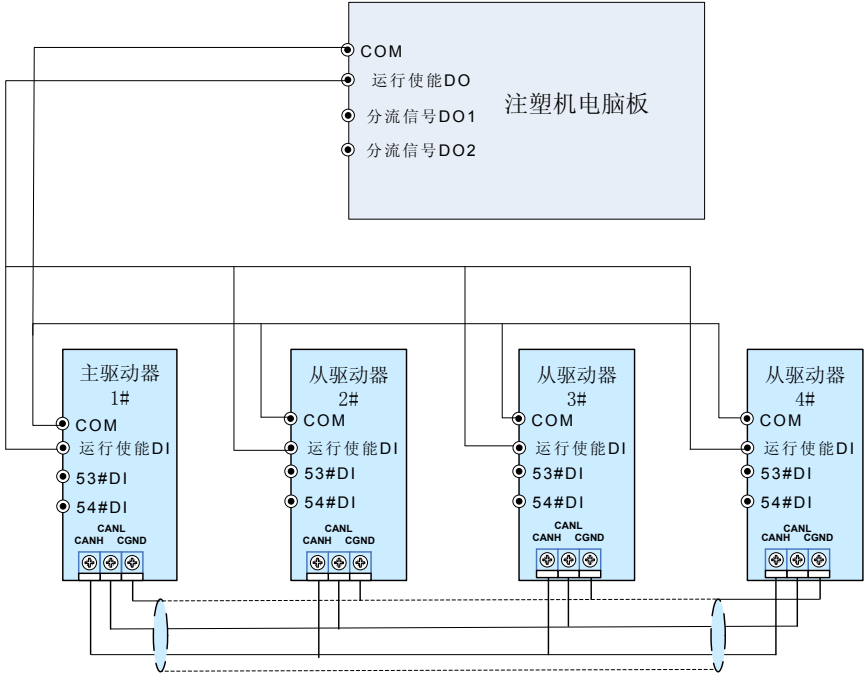 COM
运行使能DO
分流信号DO1
分流信号DO2
注塑机电脑板
主驱动器
1#
COM
运行使能DI
53#DI
54#DI
CANL
CANH CGND
从驱动器
2#
COM
运行使能DI
53#DI
54#DI
CANL
CANH CGND
从驱动器
3#
COM
运行使能DI
53#DI
54#DI
CANL
CANH CGND
从驱动器
4#
COM
运行使能DI
53#DI
54#DI
CANL
CANH CGND